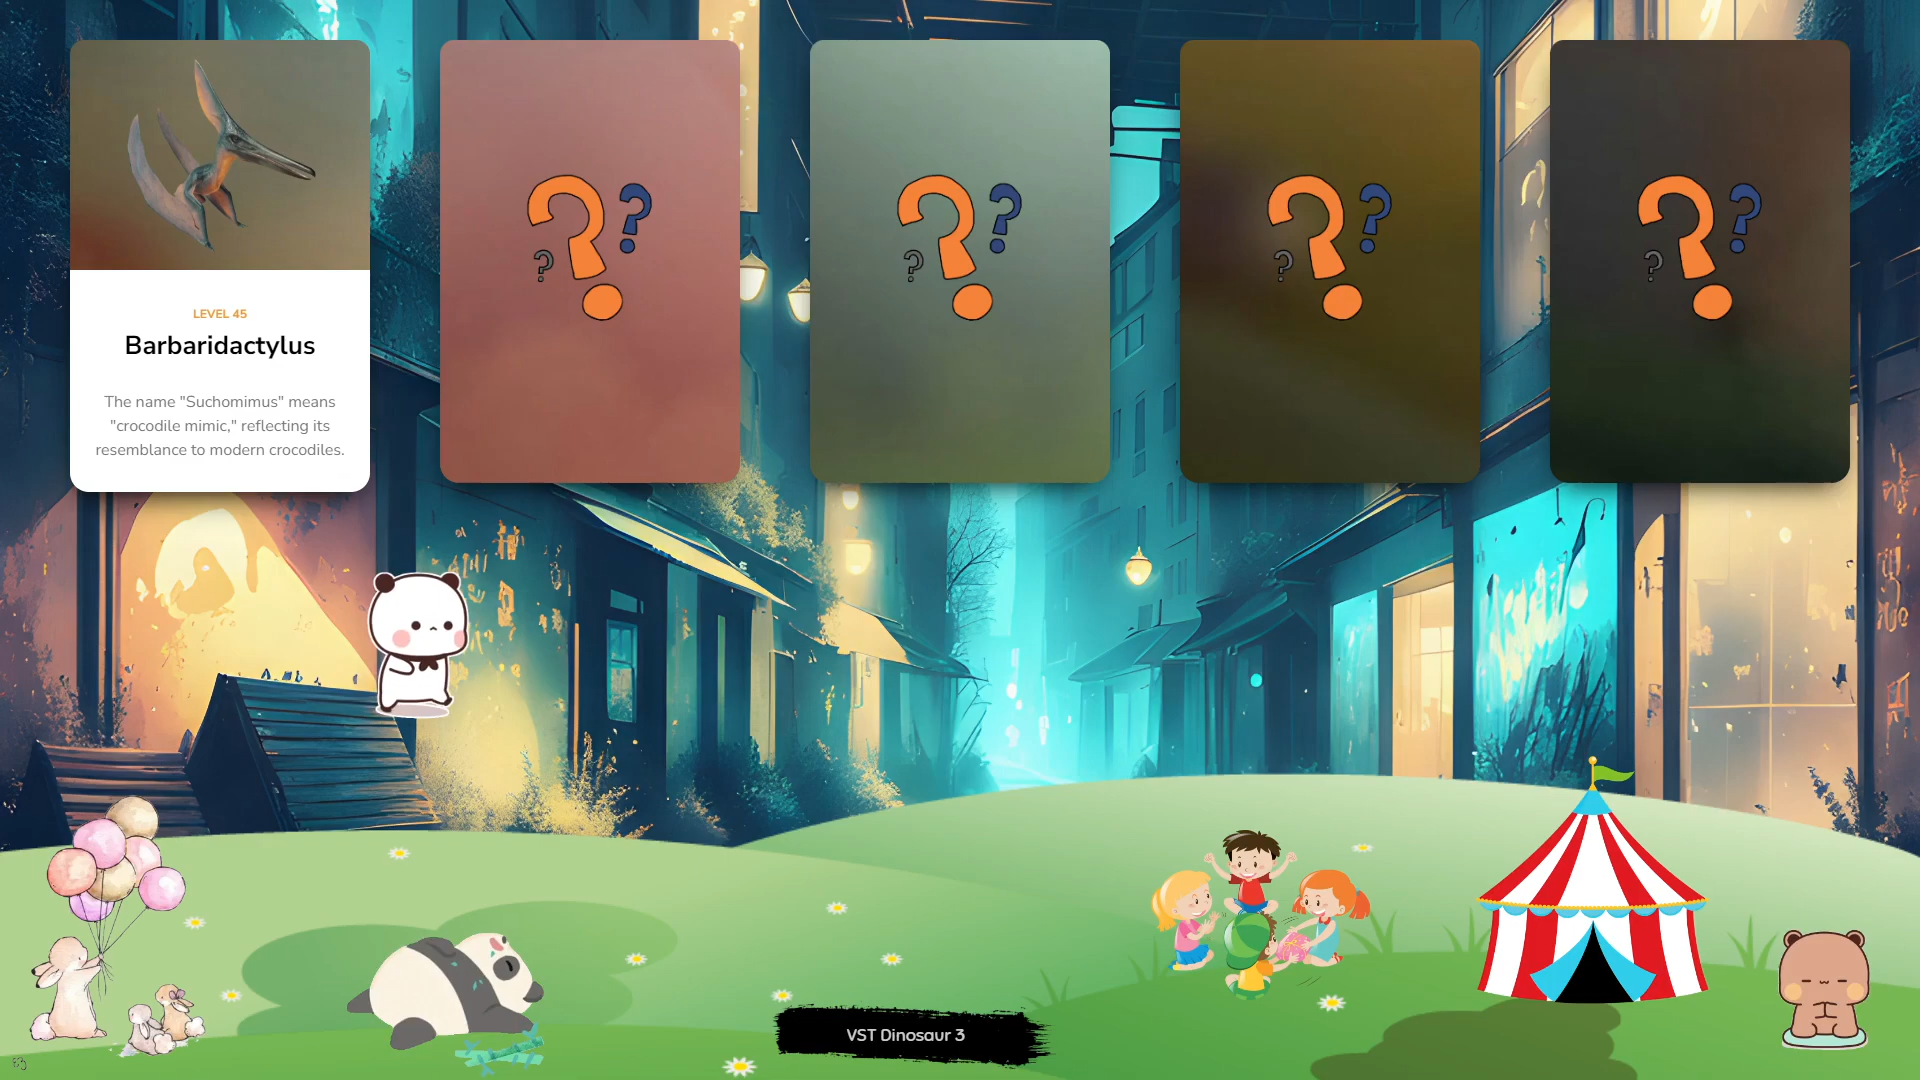 LEVEL 45
Barbaridactylus
The name "Suchomimus" means
"crocodile mimic," reflecting its
resemblance to modern crocodiles.
? ? ?
? ? ?
? ? ?
? ? ?
VST Dinosaur 3